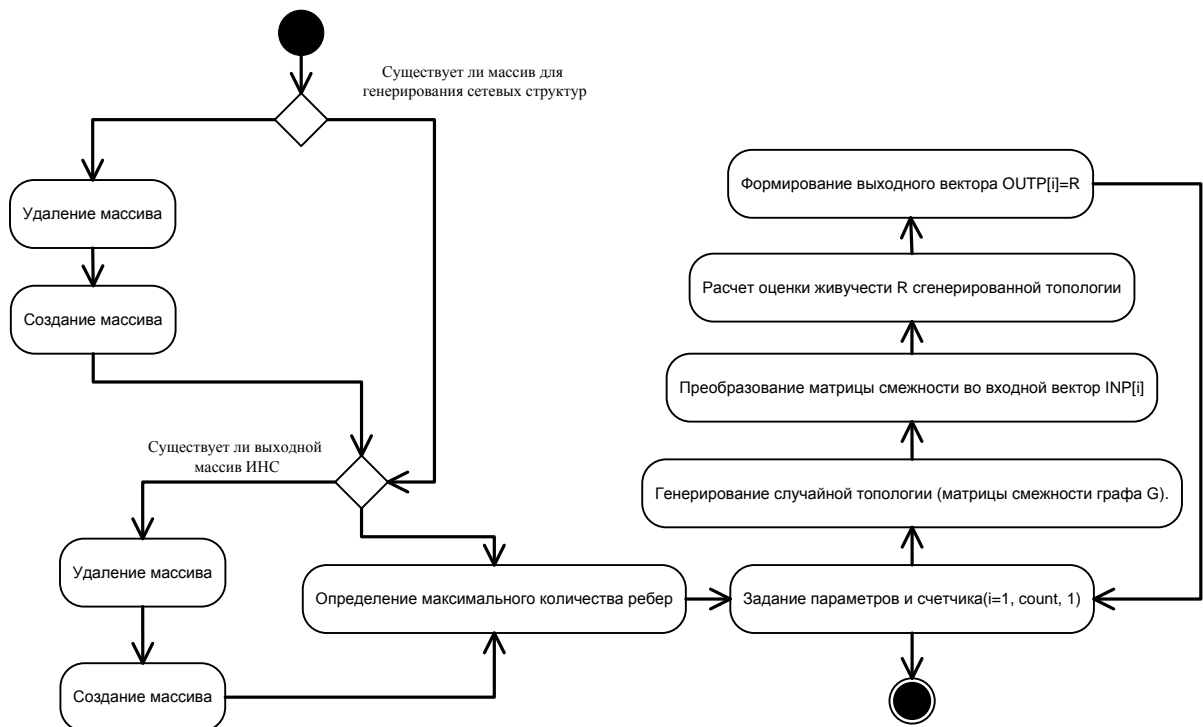 Существует ли массив для
генерирования сетевых структур
Удаление массива
Создание массива
Существует ли выходной
массив ИНС
Удаление массива
Создание массива
Определение максимального количества ребер
Формирование выходного вектора OUTP[i]=R
Расчет оценки живучести R сгенерированной топологии
Преобразование матрицы смежности во входной вектор INP[i]
Генерирование случайной топологии (матрицы смежности графа G).
Задание параметров и счетчика(i=1, count, 1)